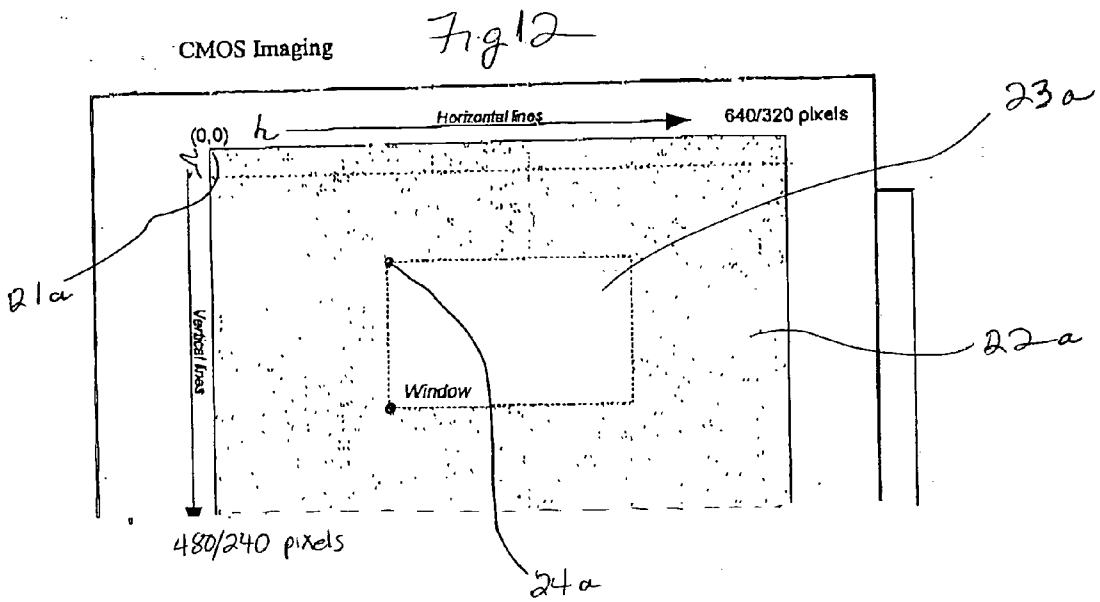 Fig 12
CMOS Imaging
23a
Horizontal lines
640/320 pixels
(0,0)
h
21a
Vertical lines
22a
Window
480/240 pixels
24a